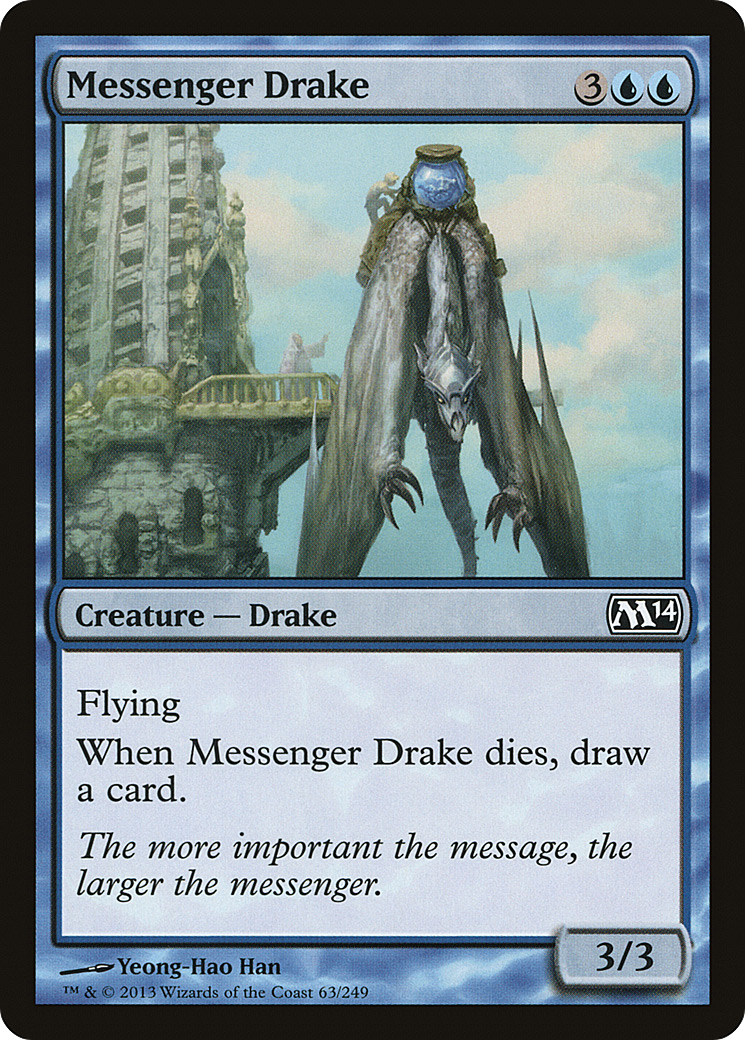 Messenger Drake 3
Creature — Drake M14
Flying
When Messenger Drake dies, draw
a card.
The more important the message, the
larger the messenger.
3/3
Yeong-Hao Han
™ & © 2013 Wizards of the Coast 63/249